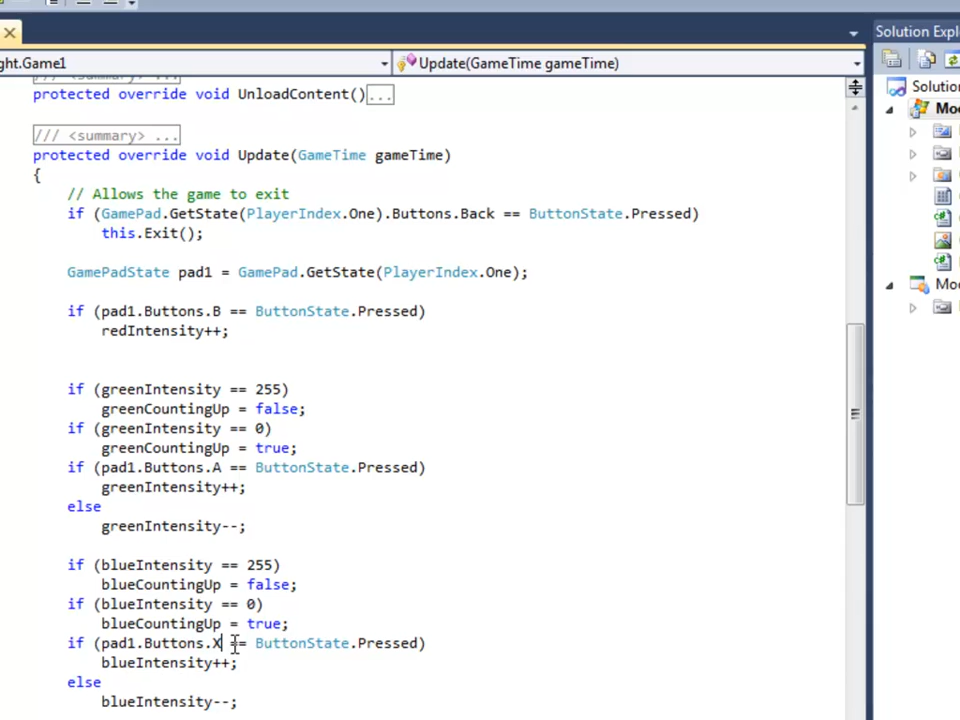 ght.Game1
Update(GameTime gameTime)
Solution Expl
Solutio
/// <summary> ...
protected override void UnloadContent()...
Moc
/// <summary> ...
protected override void Update(GameTime gameTime)
{
// Allows the game to exit
if (GamePad.GetState(PlayerIndex.One).Buttons.Back == ButtonState.Pressed)
this.Exit();
GamePadState pad1 = GamePad.GetState(PlayerIndex.One);
Moc
if (pad1.Buttons.B == ButtonState.Pressed)
redIntensity++;
if (greenIntensity == 255)
greenCountingUp = false;
if (greenIntensity == 0)
greenCountingUp = true;
if (pad1.Buttons.A == ButtonState.Pressed)
greenIntensity++;
else
greenIntensity--;
if (blueIntensity == 255)
blueCountingUp = false;
if (blueIntensity == 0)
blueCountingUp = true;
if (pad1.Buttons.X == ButtonState.Pressed)
blueIntensity++;
else
blueIntensity--;